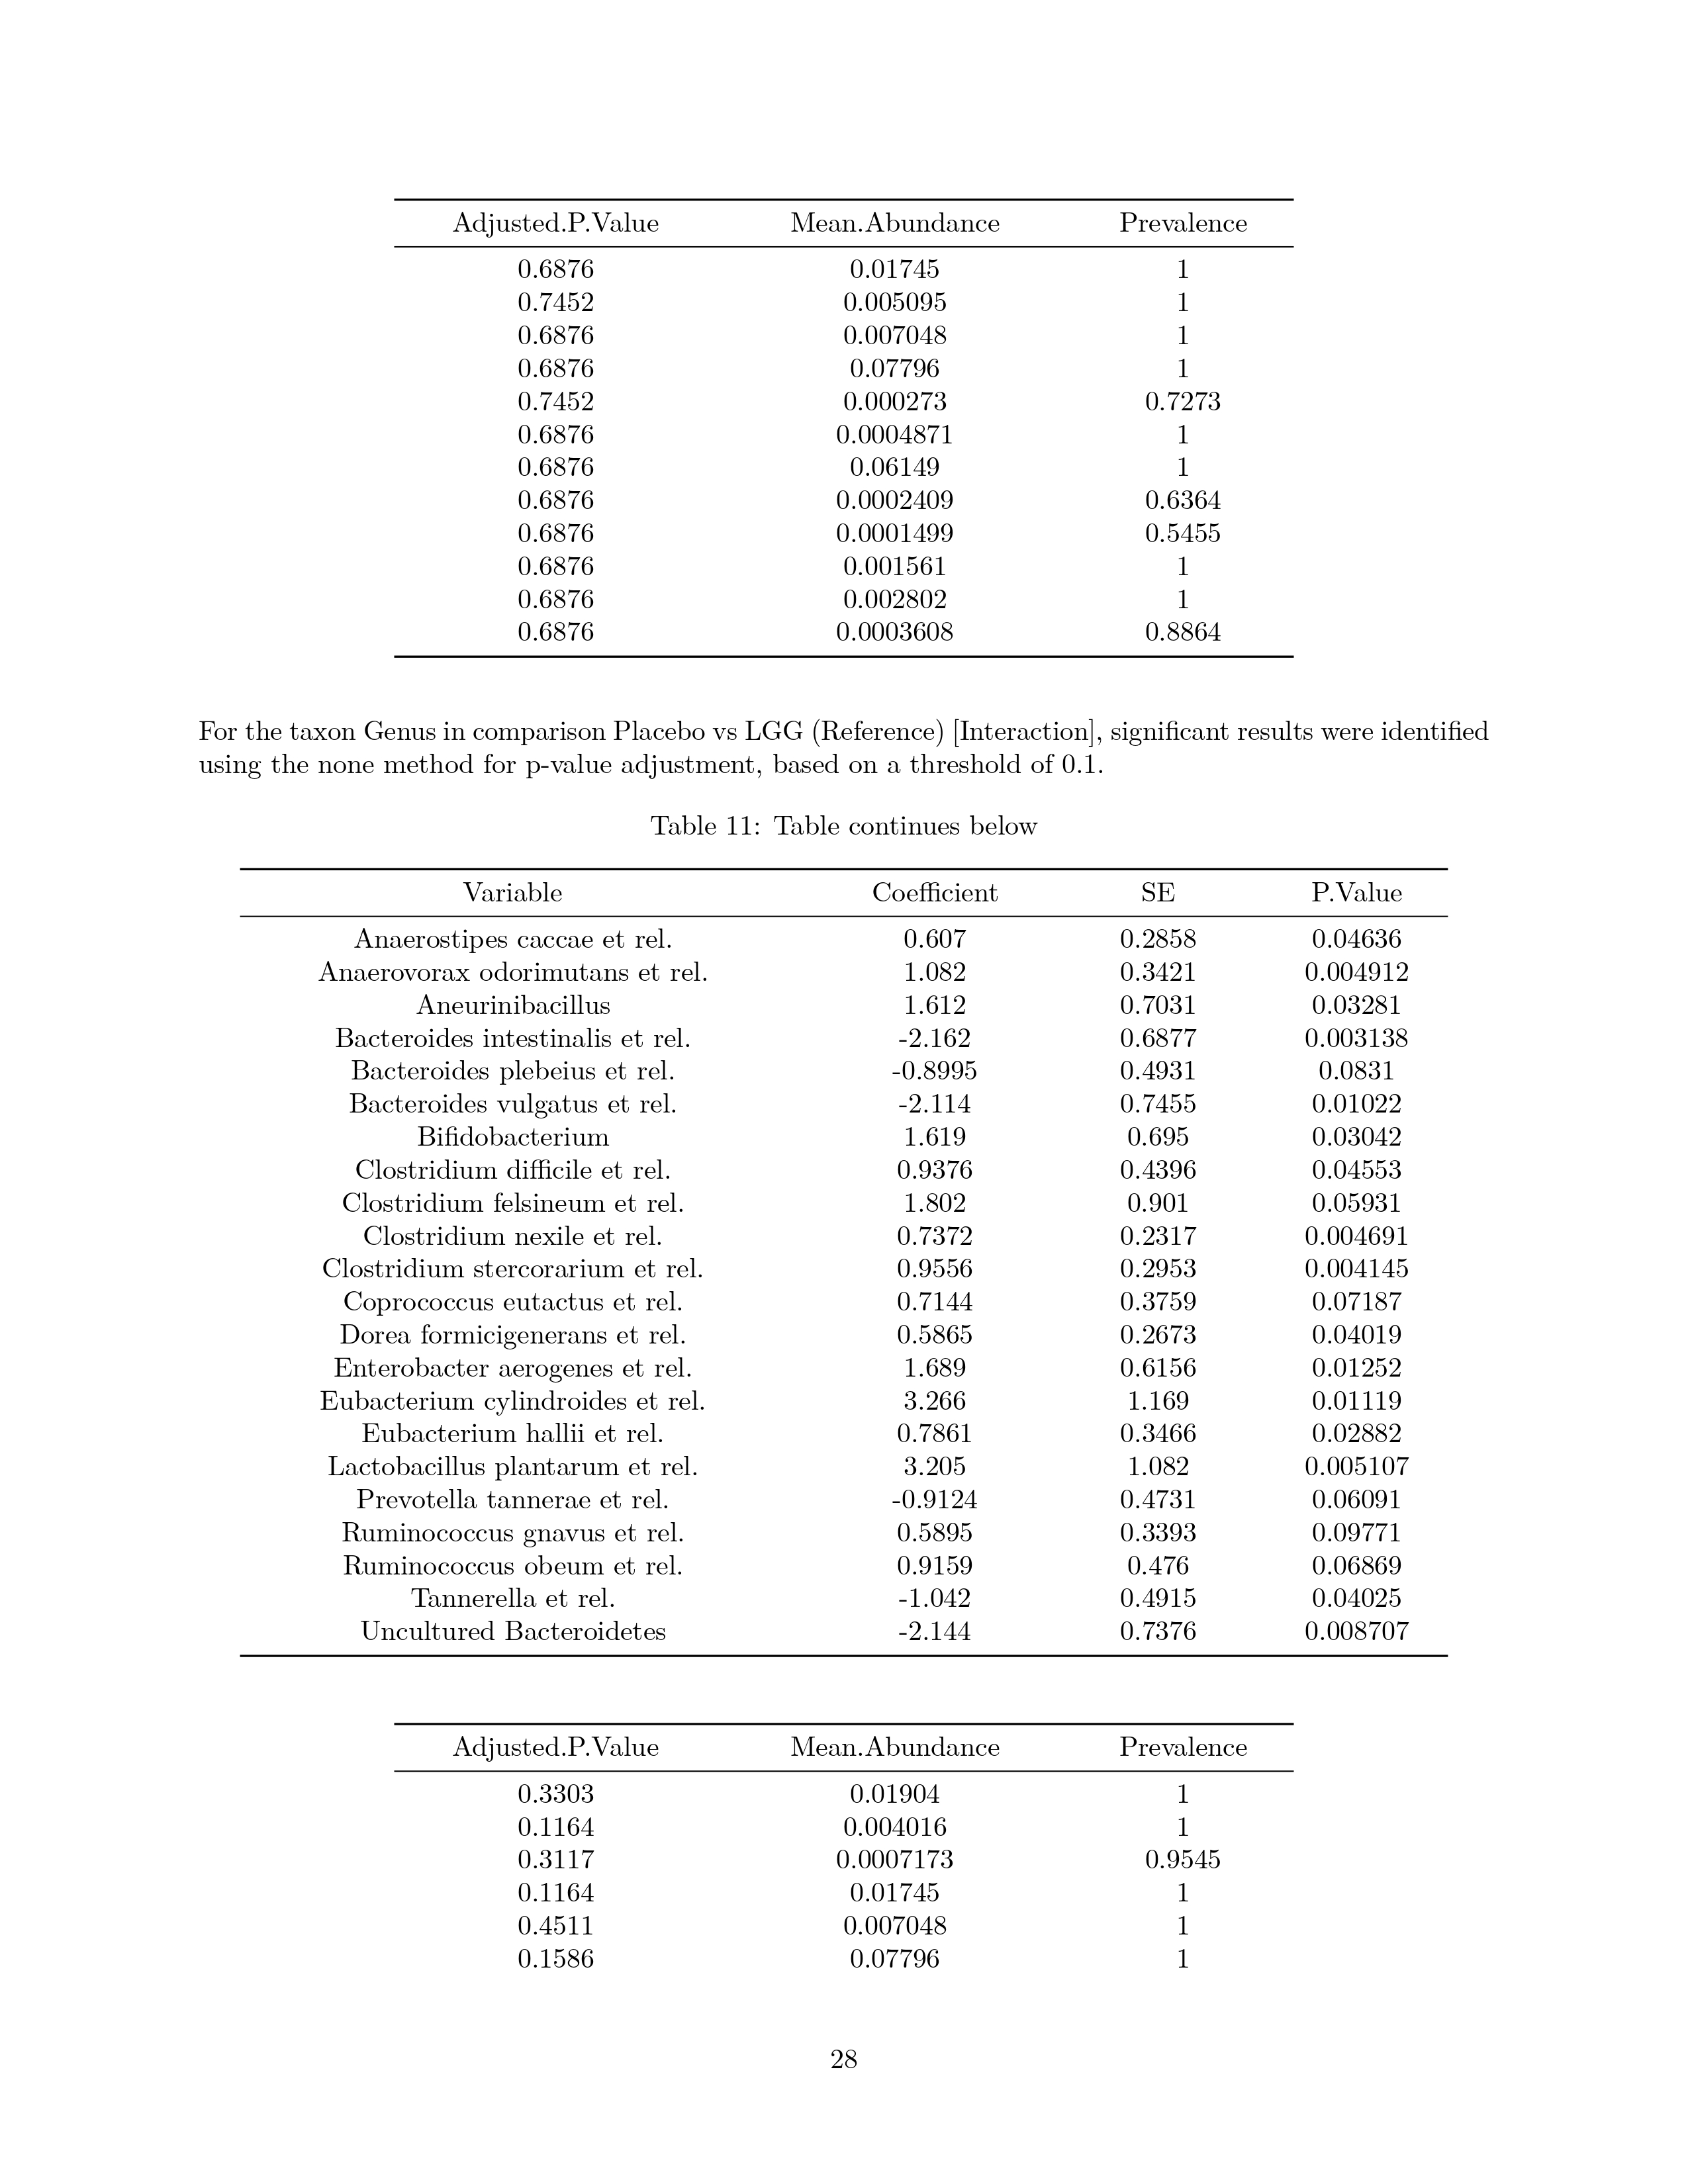 Adjusted.P.Value Mean.Abundance Prevalence
0.6876 0.01745 1
0.7452 0.005095 1
0.6876 0.007048 1
0.6876 0.07796 1
0.7452 0.000273 0.7273
0.6876 0.0004871 1
0.6876 0.06149 1
0.6876 0.0002409 0.6364
0.6876 0.0001499 0.5455
0.6876 0.001561 1
0.6876 0.002802 1
0.6876 0.0003608 0.8864
For the taxon Genus in comparison Placebo vs LGG (Reference) [Interaction], significant results were identified
using the none method for p-value adjustment, based on a threshold of 0.1.
Table 11: Table continues below
Variable Coefficient SE P.Value
Anaerostipes caccae et rel. 0.607 0.2858 0.04636
Anaerovorax odorimutans et rel. 1.082 0.3421 0.004912
Aneurinibacillus 1.612 0.7031 0.03281
Bacteroides intestinalis et rel. -2.162 0.6877 0.003138
Bacteroides plebeius et rel. -0.8995 0.4931 0.0831
Bacteroides vulgatus et rel. -2.114 0.7455 0.01022
Bifidobacterium 1.619 0.695 0.03042
Clostridium difficile et rel. 0.9376 0.4396 0.04553
Clostridium felsineum et rel. 1.802 0.901 0.05931
Clostridium nexile et rel. 0.7372 0.2317 0.004691
Clostridium stercorarium et rel. 0.9556 0.2953 0.004145
Coprococcus eutactus et rel. 0.7144 0.3759 0.07187
Dorea formicigenerans et rel. 0.5865 0.2673 0.04019
Enterobacter aerogenes et rel. 1.689 0.6156 0.01252
Eubacterium cylindroides et rel. 3.266 1.169 0.01119
Eubacterium hallii et rel. 0.7861 0.3466 0.02882
Lactobacillus plantarum et rel. 3.205 1.082 0.005107
Prevotella tannerae et rel. -0.9124 0.4731 0.06091
Ruminococcus gnavus et rel. 0.5895 0.3393 0.09771
Ruminococcus obeum et rel. 0.9159 0.476 0.06869
Tannerella et rel. -1.042 0.4915 0.04025
Uncultured Bacteroidetes -2.144 0.7376 0.008707
Adjusted.P.Value Mean.Abundance Prevalence
0.3303 0.01904 1
0.1164 0.004016 1
0.3117 0.0007173 0.9545
0.1164 0.01745 1
0.4511 0.007048 1
0.1586 0.07796 1
28